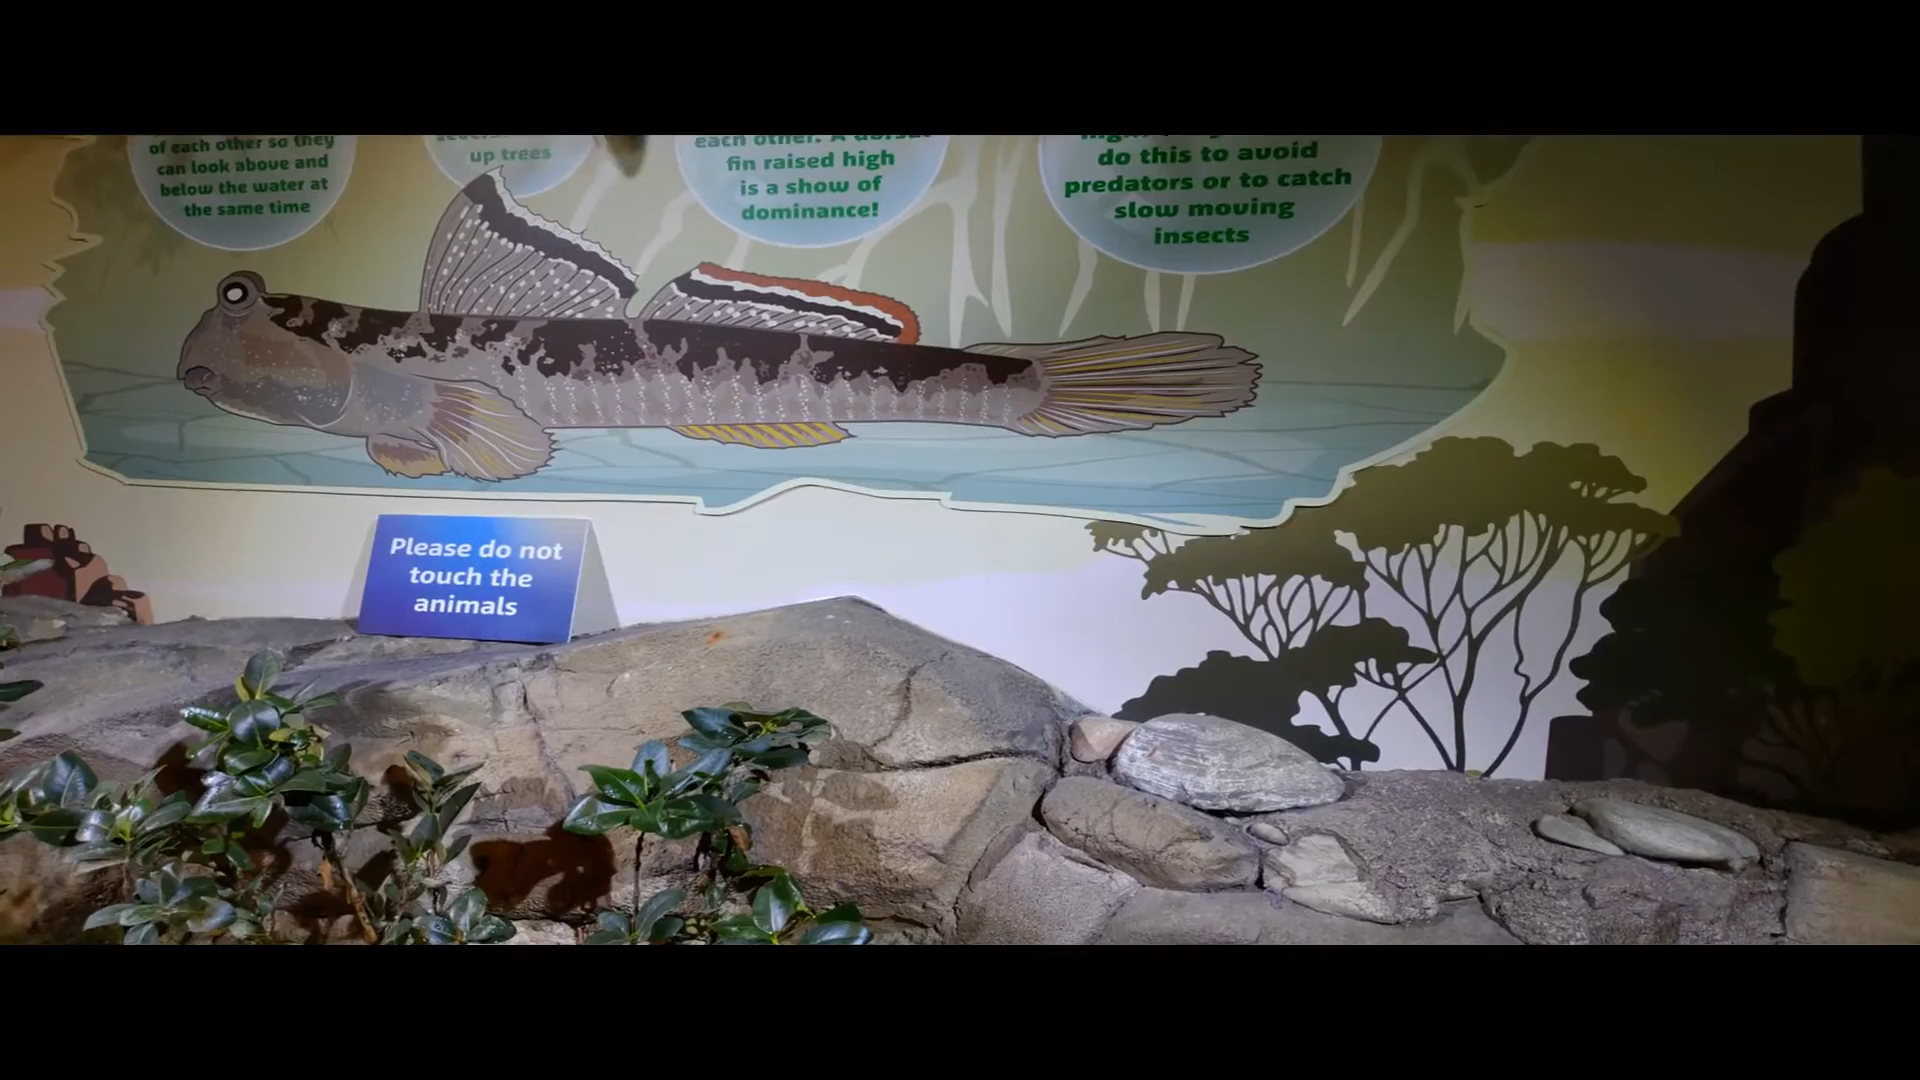 of each other so they
can look above and
below the water at
the same time
up trees
each other. A dorsal
fin raised high
is a show of
dominance!
do this to avoid
predators or to catch
slow moving
insects
Please do not
touch the
animals